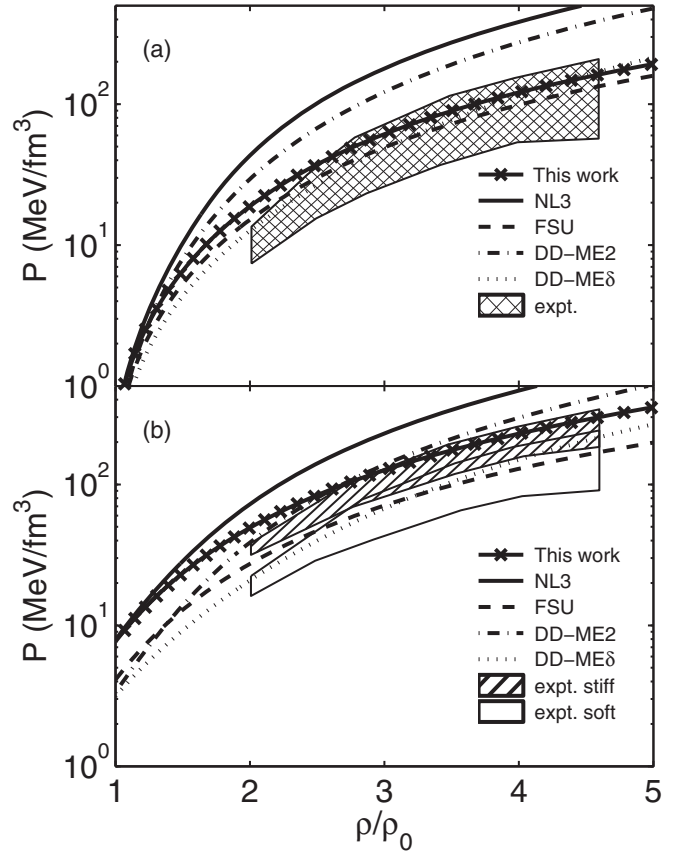 (a)
10²
10¹
10⁰
P (MeV/fm³)
This work
NL3
FSU
DD−ME2
DD−MEδ
expt.
(b)
10²
10¹
10⁰
P (MeV/fm³)
This work
NL3
FSU
DD−ME2
DD−MEδ
expt. stiff
expt. soft
1 2 3 4 5
ρ/ρ₀